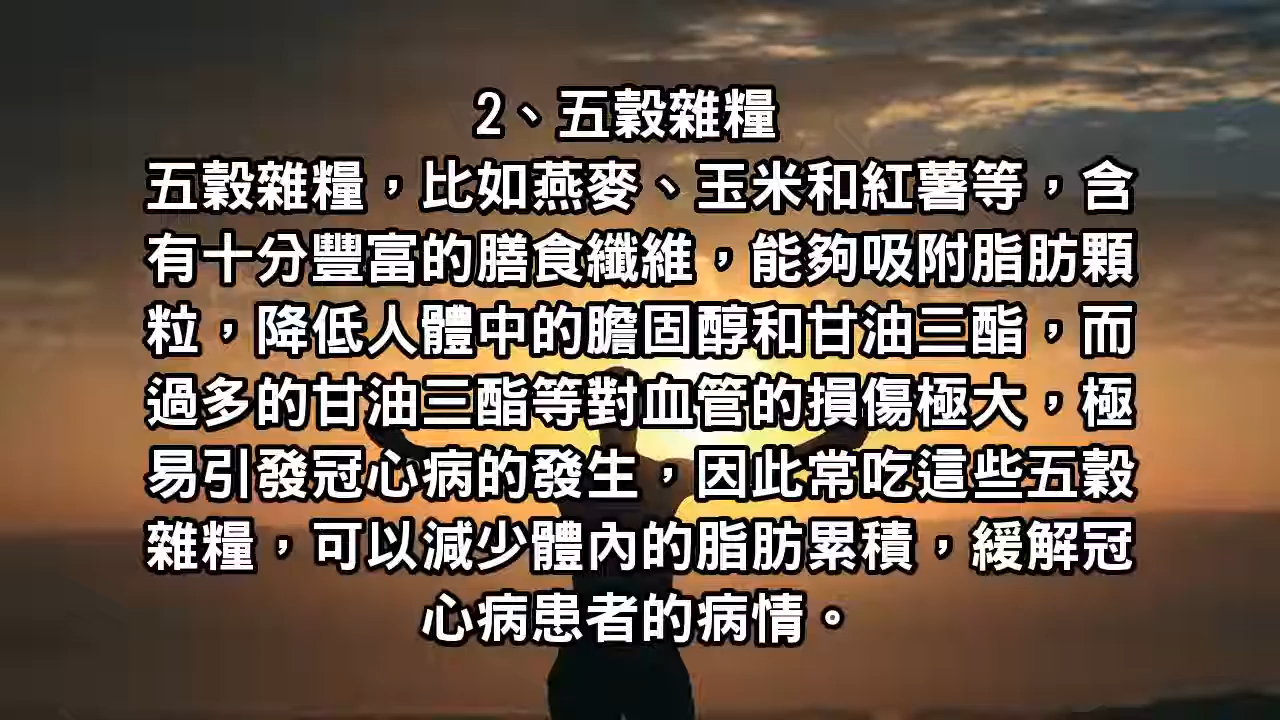 2、五穀雜糧
五穀雜糧，比如燕麥、玉米和紅薯等，含
有十分豐富的膳食纖維，能夠吸附脂肪顆
粒，降低人體中的膽固醇和甘油三酯，而
過多的甘油三酯等對血管的損傷極大，極
易引發冠心病的發生，因此常吃這些五穀
雜糧，可以減少體內的脂肪累積，緩解冠
心病患者的病情。